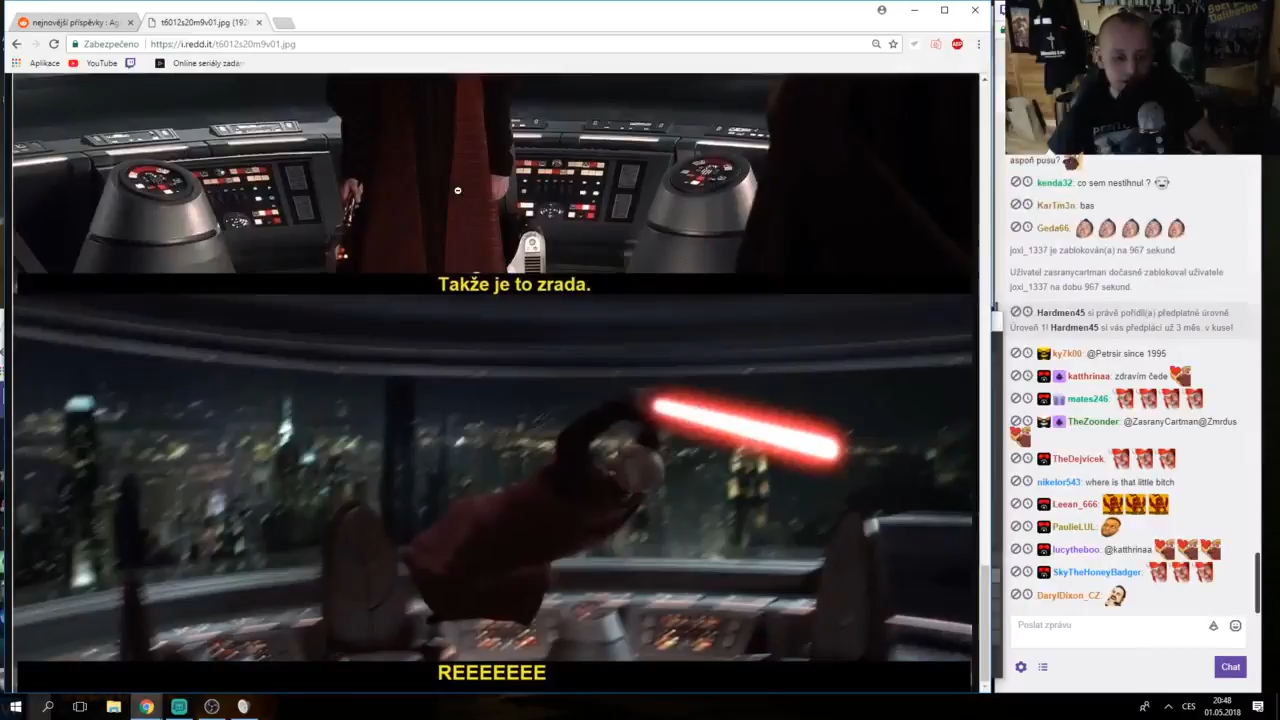 nejnovější příspěvky : Ag
t6012s20m9v01.jpg (192
Zabezpečeno
https://i.redd.it/t6012s20m9v01.jpg
ABP
Aplikace
YouTube
Online seriály zada
Takže je to zrada.
REEEEEEE
aspoň pusu?
kenda32: co sem nestíhnul ?
KarTm3n: bas
Geda66:
joxi_1337 je zablokován(a) na 967 sekund.
Uživatel zasranycartman dočasně zablokoval uživatele
joxi_1337 na dobu 967 sekund.
Hardmen45 si právě pořídil(a) předplatné úrovně
Úroveň 1! Hardmen45 si vás předplácí už 3 měs. v kuse!
ky7k00: @Petrsir since 1995
katthrinaa: zdravím čede
mates246:
TheZoonder: @ZasranyCartman@Zmrdus
TheDejvicek:
nikelor543: where is that little bitch
Leean_666:
PaulieLUL:
lucytheboo: @katthrinaa
SkyTheHoneyBadger:
DarylDixon_CZ:
Poslat zprávu
Chat
CES
20:48
01.05.2018